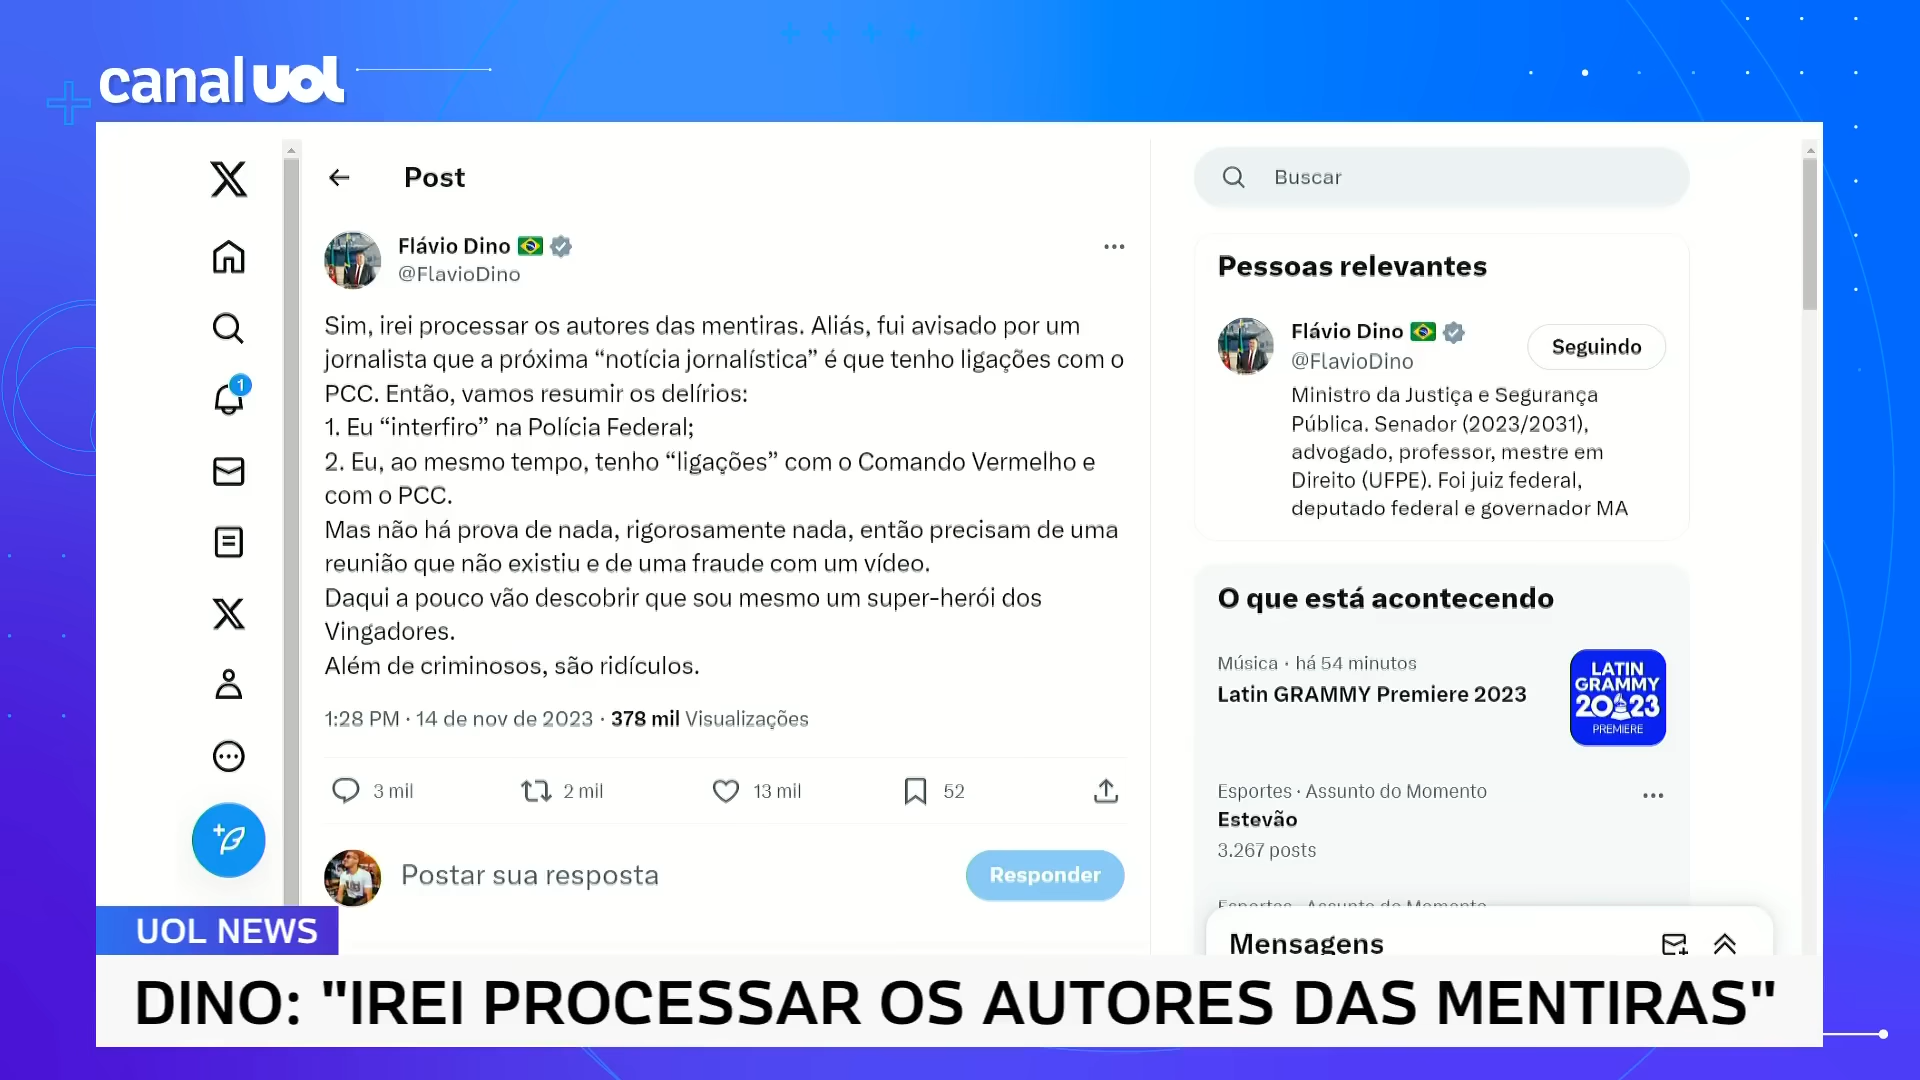 canal uol
Post
Flávio Dino
@FlavioDino
Sim, irei processar os autores das mentiras. Aliás, fui avisado por um
jornalista que a próxima “notícia jornalística” é que tenho ligações com o
PCC. Então, vamos resumir os delírios:
1. Eu “interfiro” na Polícia Federal;
2. Eu, ao mesmo tempo, tenho “ligações” com o Comando Vermelho e
com o PCC.
Mas não há prova de nada, rigorosamente nada, então precisam de uma
reunião que não existiu e de uma fraude com um vídeo.
Daqui a pouco vão descobrir que sou mesmo um super-herói dos
Vingadores.
Além de criminosos, são ridículos.
1:28 PM · 14 de nov de 2023 · 378 mil Visualizações
3 mil 2 mil 13 mil 52
Postar sua resposta
Responder
1
Buscar
Pessoas relevantes
Flávio Dino
@FlavioDino
Seguindo
Ministro da Justiça e Segurança
Pública. Senador (2023/2031),
advogado, professor, mestre em
Direito (UFPE). Foi juiz federal,
deputado federal e governador MA
O que está acontecendo
Música · há 54 minutos
Latin GRAMMY Premiere 2023
LATIN
GRAMMY
2023
PREMIERE
Esportes · Assunto do Momento
Estevão
3.267 posts
Esportes · Assunto do Momento
Mensagens
UOL NEWS
DINO: "IREI PROCESSAR OS AUTORES DAS MENTIRAS"